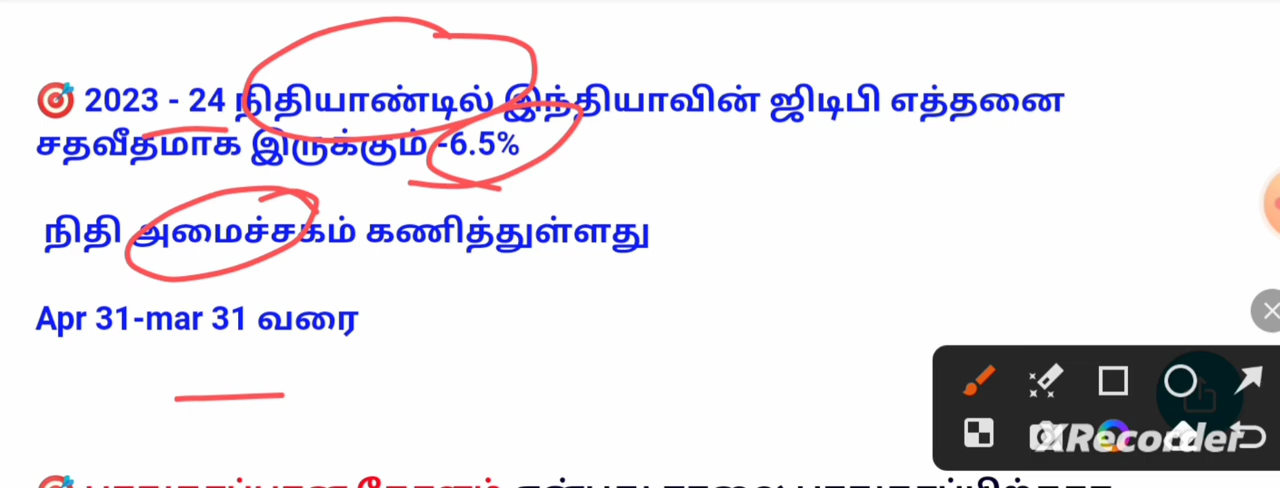 🎯 2023 - 24 நிதியாண்டில் இந்தியாவின் ஜிடிபி எத்தனை
சதவீதமாக இருக்கும் -6.5%
நிதி அமைச்சகம் கணித்துள்ளது
Apr 31-mar 31 வரை
XRecorder